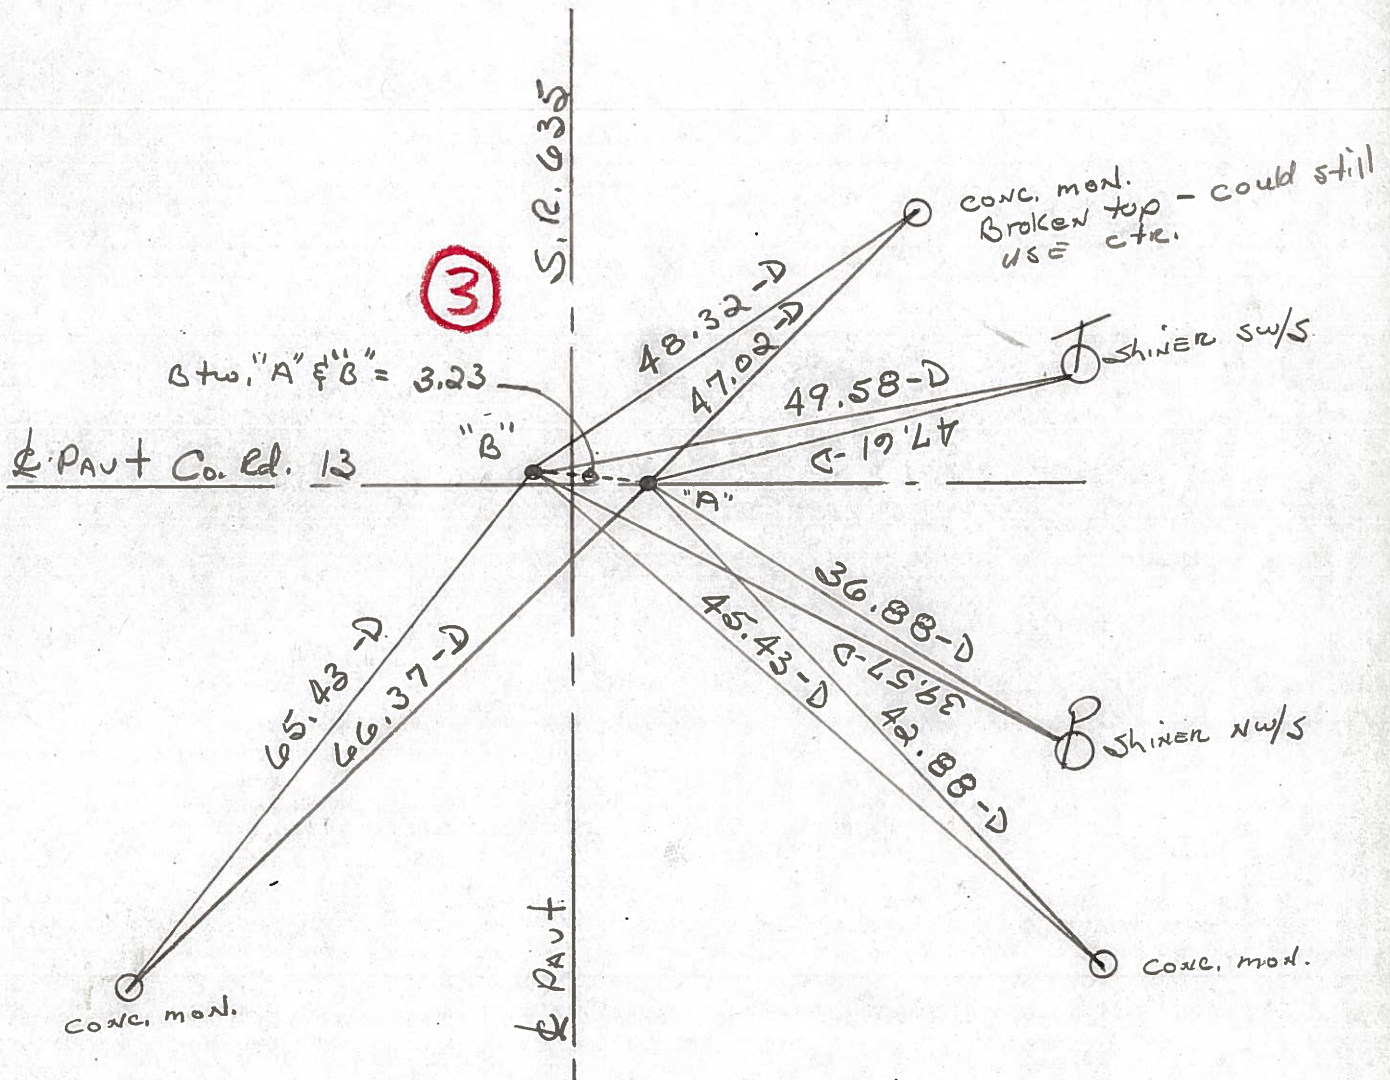 S.R. 635
conc. mon.
Broken top - could still
use ctr.
3
48.32-D
47.02-D
Shiner SW/S
Btw. "A" & "B" = 3.23
49.58-D
47.61-D
"B"
℄ PAVt Co. Rd. 13
"A"
36.88-D
39.57-D
45.43-D
42.88-D
65.43-D
66.37-D
Shiner NW/S
℄ PAVt
conc. mon.
conc. mon.